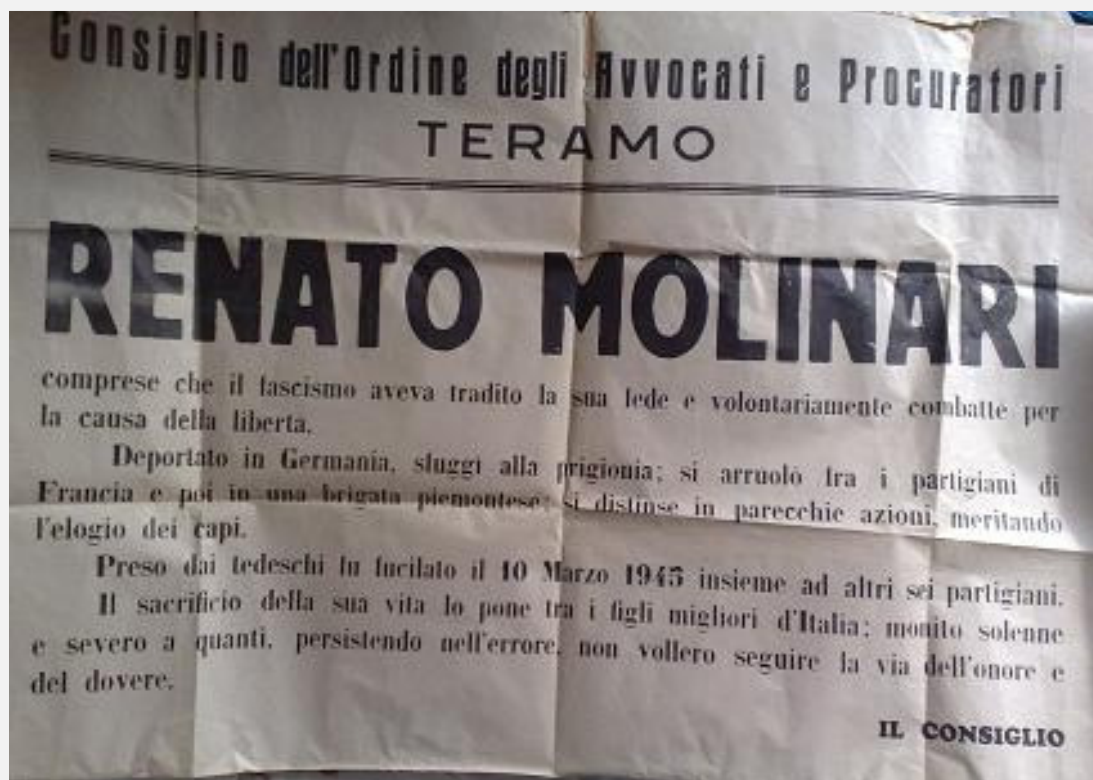 Consiglio dell'Ordine degli Avvocati e Procuratori
TERAMO
RENATO MOLINARI
comprese che il fascismo aveva tradito la sua fede e volontariamente combatte per
la causa della liberta.
Deportato in Germania, sfuggì alla prigionia; si arruolò tra i partigiani di
Francia e poi in una brigata piemontese; si distinse in parecchie azioni, meritando
l'elogio dei capi.
Preso dai tedeschi fu fucilato il 10 Marzo 1945 insieme ad altri sei partigiani.
Il sacrificio della sua vita lo pone tra i figli migliori d'Italia; monito solenne
e severo a quanti, persistendo nell'errore, non vollero seguire la via dell'onore e
del dovere.
IL CONSIGLIO